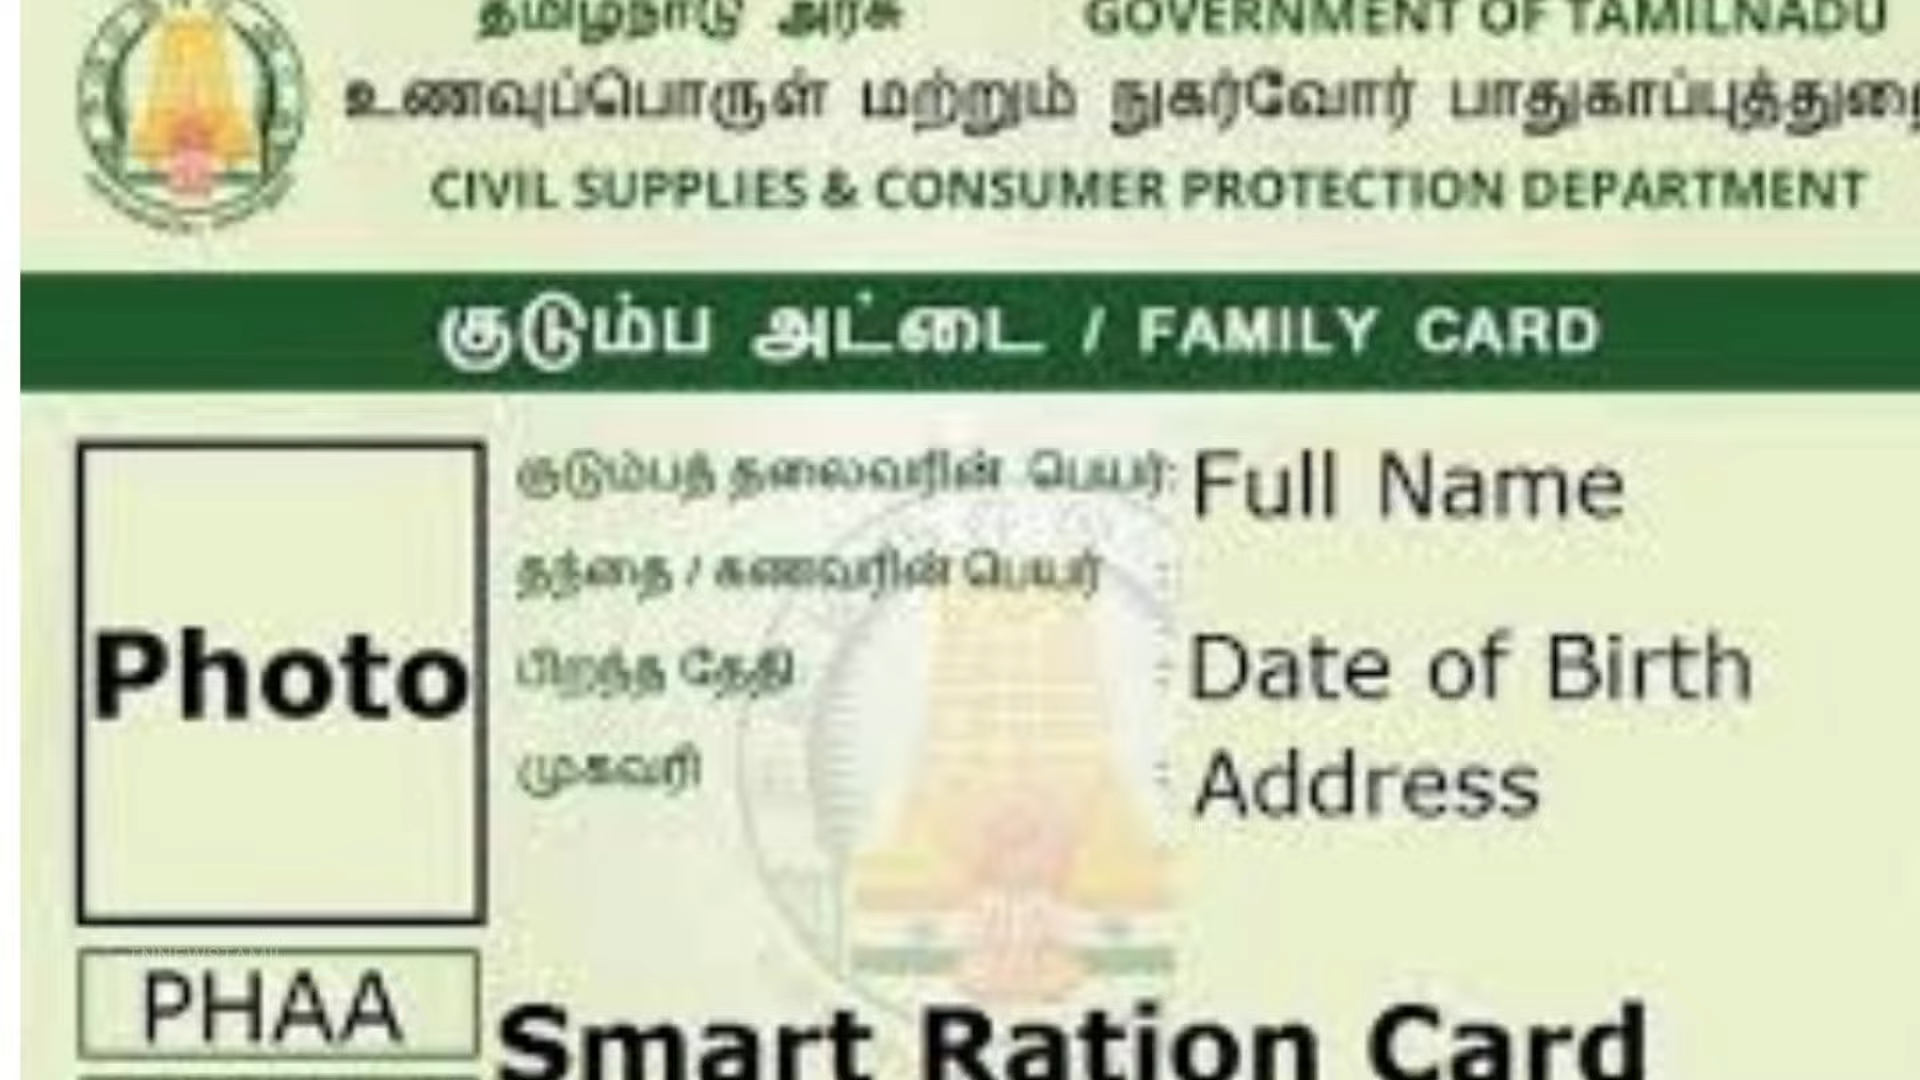 தமிழ்நாடு அரசு GOVERNMENT OF TAMILNADU
உணவுப்பொருள் மற்றும் நுகர்வோர் பாதுகாப்புத்துறை
CIVIL SUPPLIES & CONSUMER PROTECTION DEPARTMENT
குடும்ப அட்டை / FAMILY CARD
குடும்பத் தலைவரின் பெயர்: Full Name
தந்தை / கணவரின் பெயர் :
பிறந்த தேதி : Date of Birth
முகவரி : Address
Photo
PHAA
Smart Ration Card